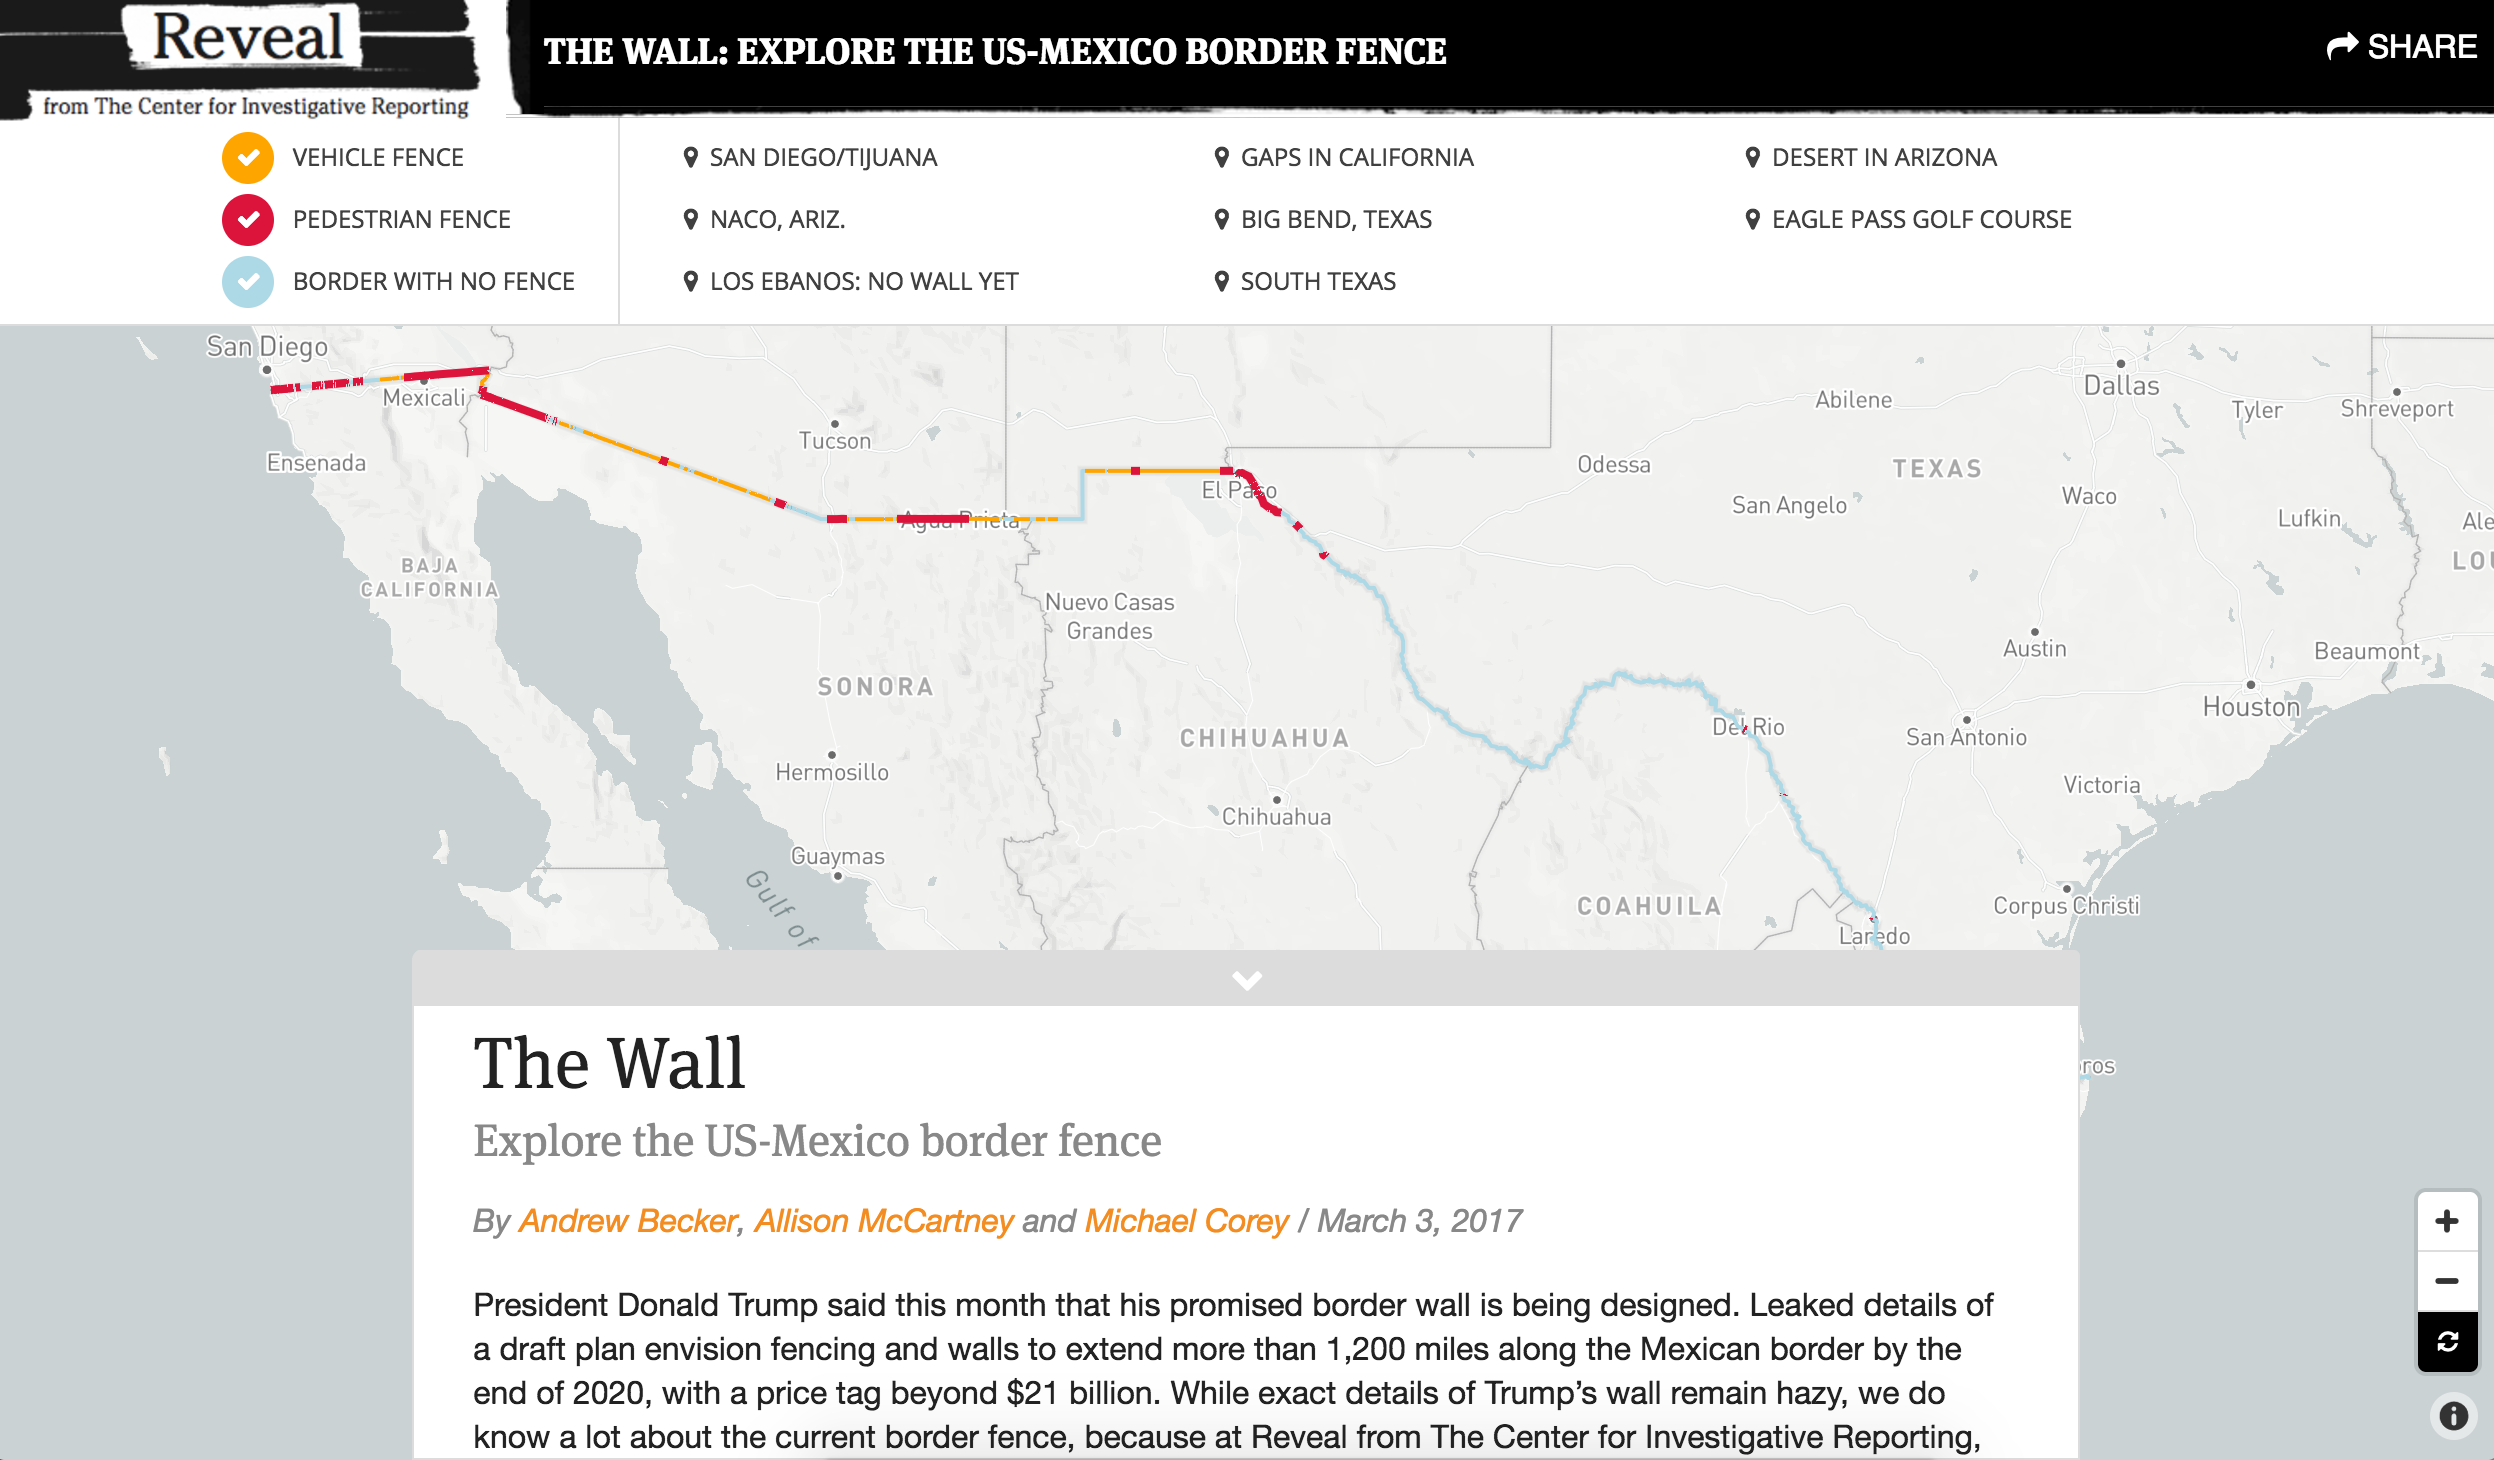 Reveal
from The Center for Investigative Reporting
THE WALL: EXPLORE THE US-MEXICO BORDER FENCE
SHARE
VEHICLE FENCE
PEDESTRIAN FENCE
BORDER WITH NO FENCE
SAN DIEGO/TIJUANA
GAPS IN CALIFORNIA
DESERT IN ARIZONA
NACO, ARIZ.
BIG BEND, TEXAS
EAGLE PASS GOLF COURSE
LOS EBANOS: NO WALL YET
SOUTH TEXAS
San Diego
Mexicali
Ensenada
Tucson
Agua Prieta
El Paso
Odessa
Abilene
Dallas
Tyler
Shreveport
TEXAS
San Angelo
Waco
Lufkin
Ale
LOU
BAJA
CALIFORNIA
Nuevo Casas
Grandes
Austin
Beaumont
SONORA
Houston
CHIHUAHUA
Del Rio
San Antonio
Hermosillo
Victoria
Chihuahua
Guaymas
Gulf of
COAHUILA
Corpus Christi
Laredo
ros
The Wall
Explore the US-Mexico border fence
By Andrew Becker, Allison McCartney and Michael Corey / March 3, 2017
President Donald Trump said this month that his promised border wall is being designed. Leaked details of
a draft plan envision fencing and walls to extend more than 1,200 miles along the Mexican border by the
end of 2020, with a price tag beyond $21 billion. While exact details of Trump’s wall remain hazy, we do
know a lot about the current border fence, because at Reveal from The Center for Investigative Reporting,